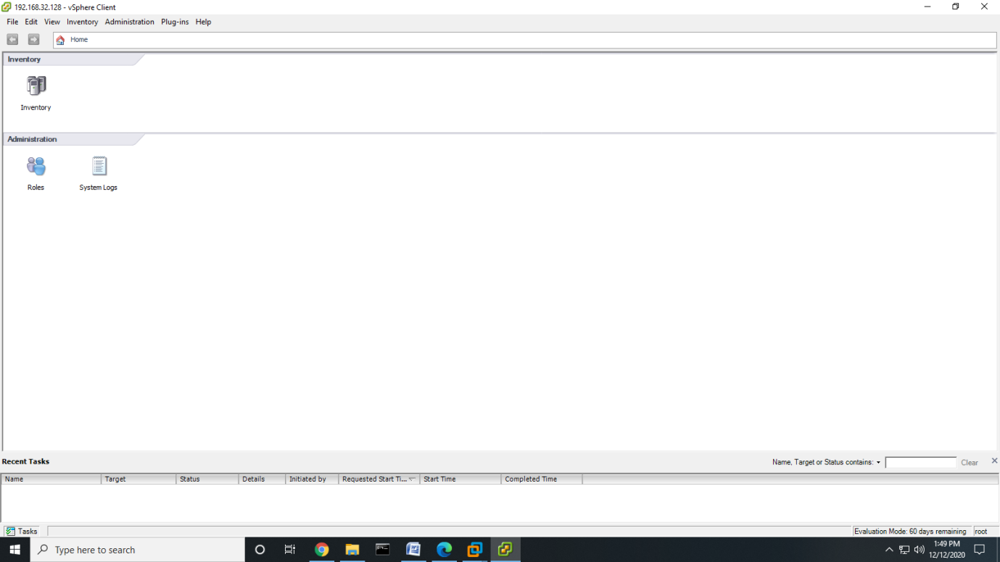 192.168.32.128 - vSphere Client
File Edit View Inventory Administration Plug-ins Help
Home
Inventory
Inventory
Administration
Roles System Logs
Recent Tasks Name, Target or Status contains: Clear
Name Target Status Details Initiated by Requested Start Ti... Start Time Completed Time
Tasks Evaluation Mode: 60 days remaining root
Type here to search 1:49 PM
12/12/2020